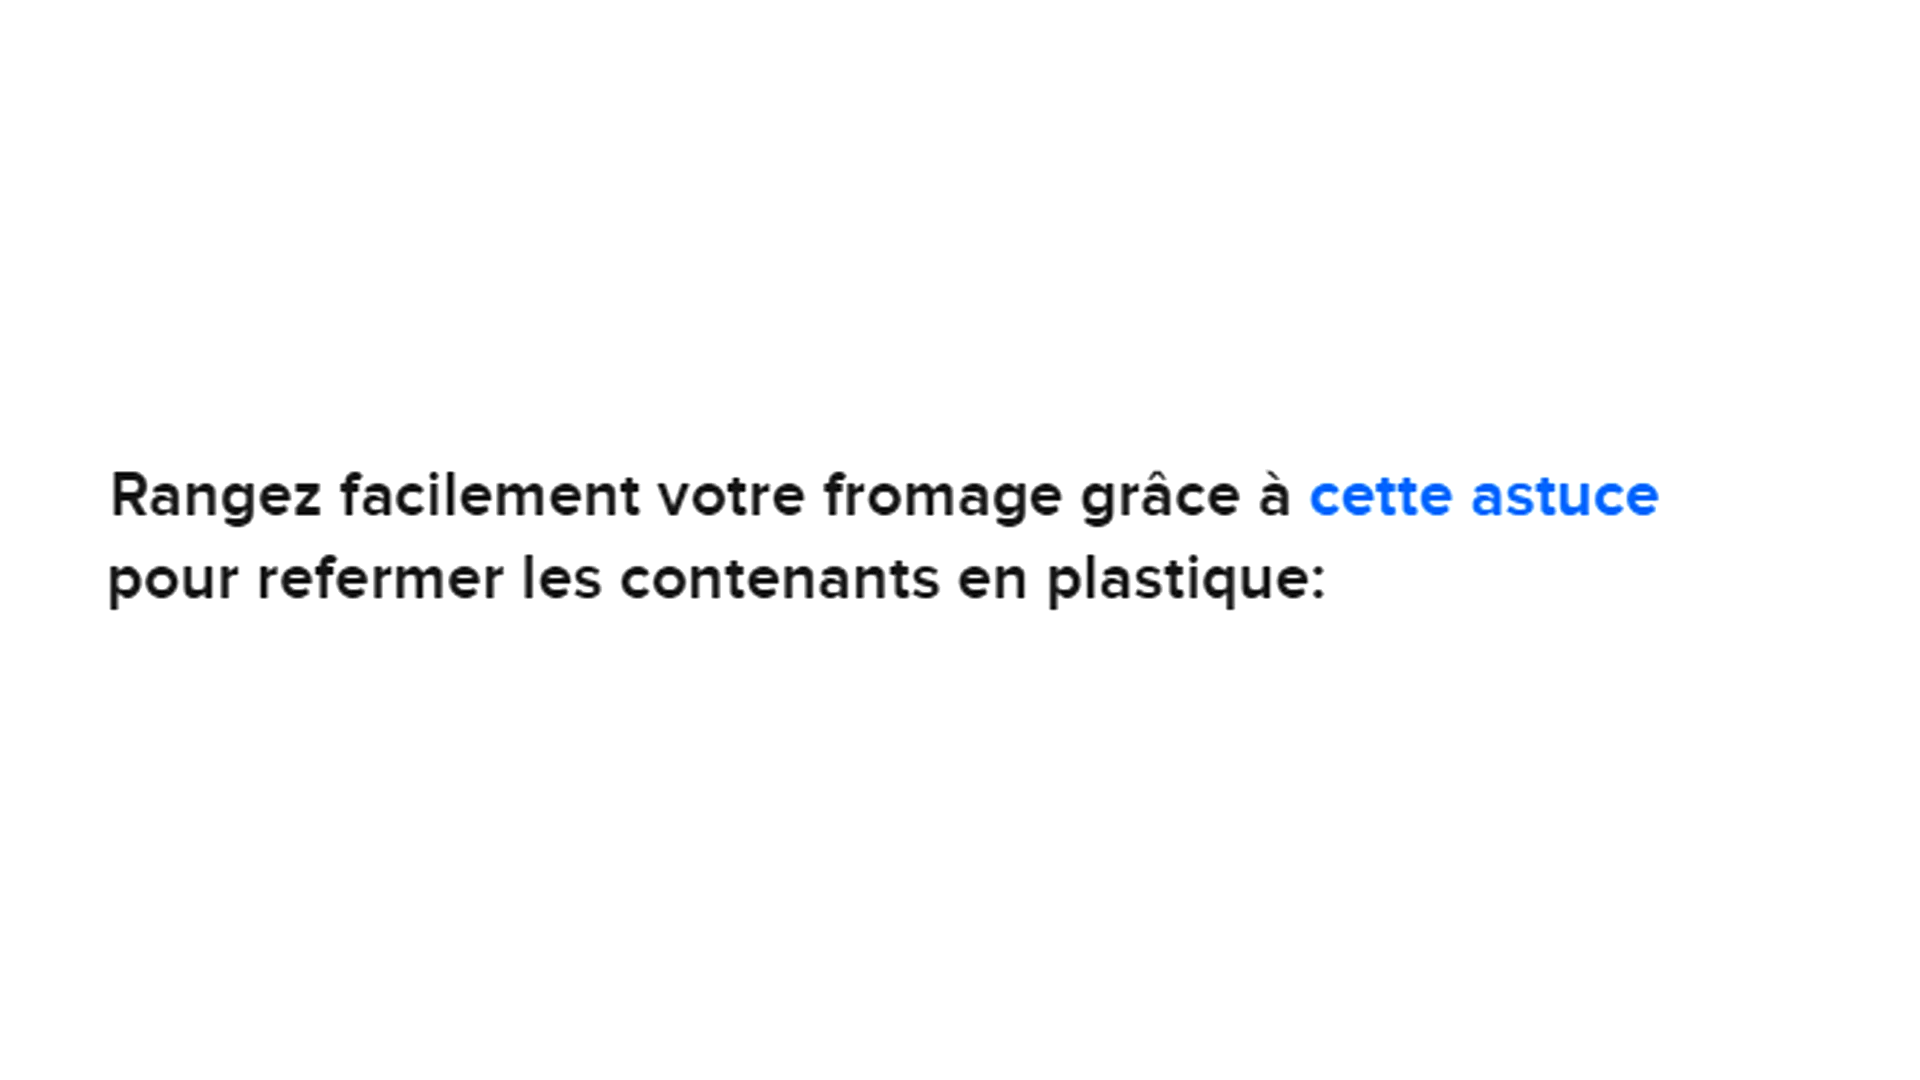 Rangez facilement votre fromage grâce à cette astuce
pour refermer les contenants en plastique: